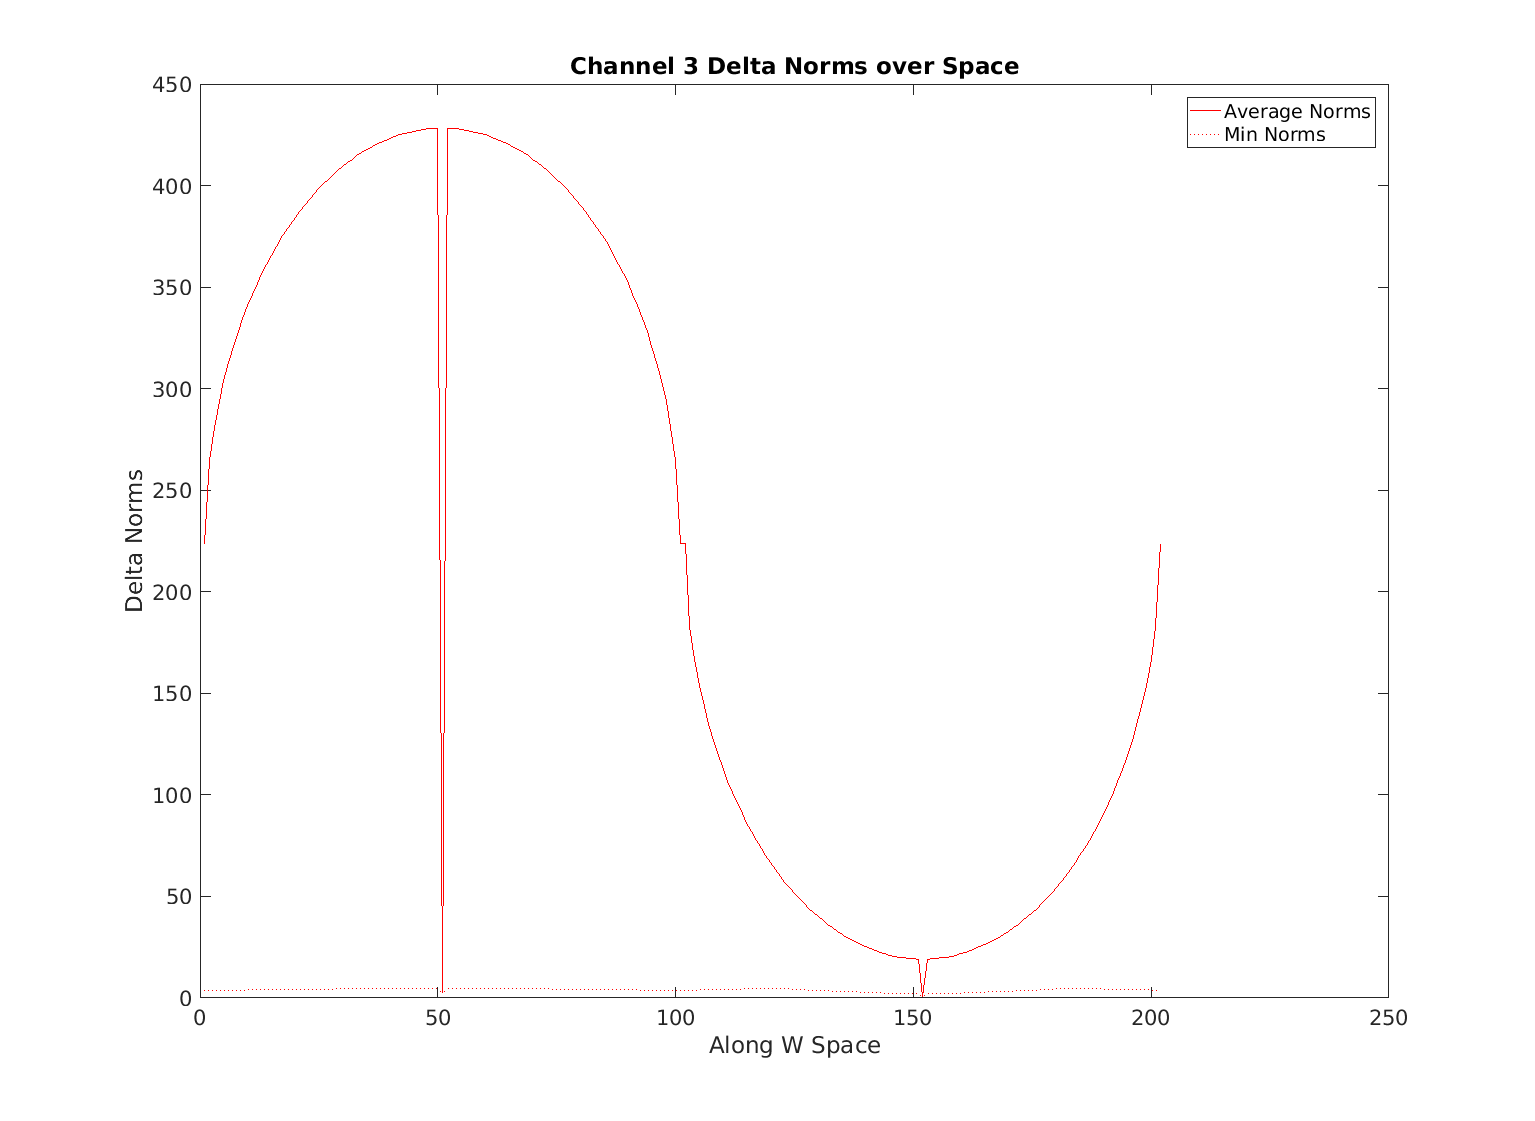 Channel 3 Delta Norms over Space
450
400
350
300
250
200
150
100
50
0
Delta Norms
Average Norms
Min Norms
0 50 100 150 200 250
Along W Space